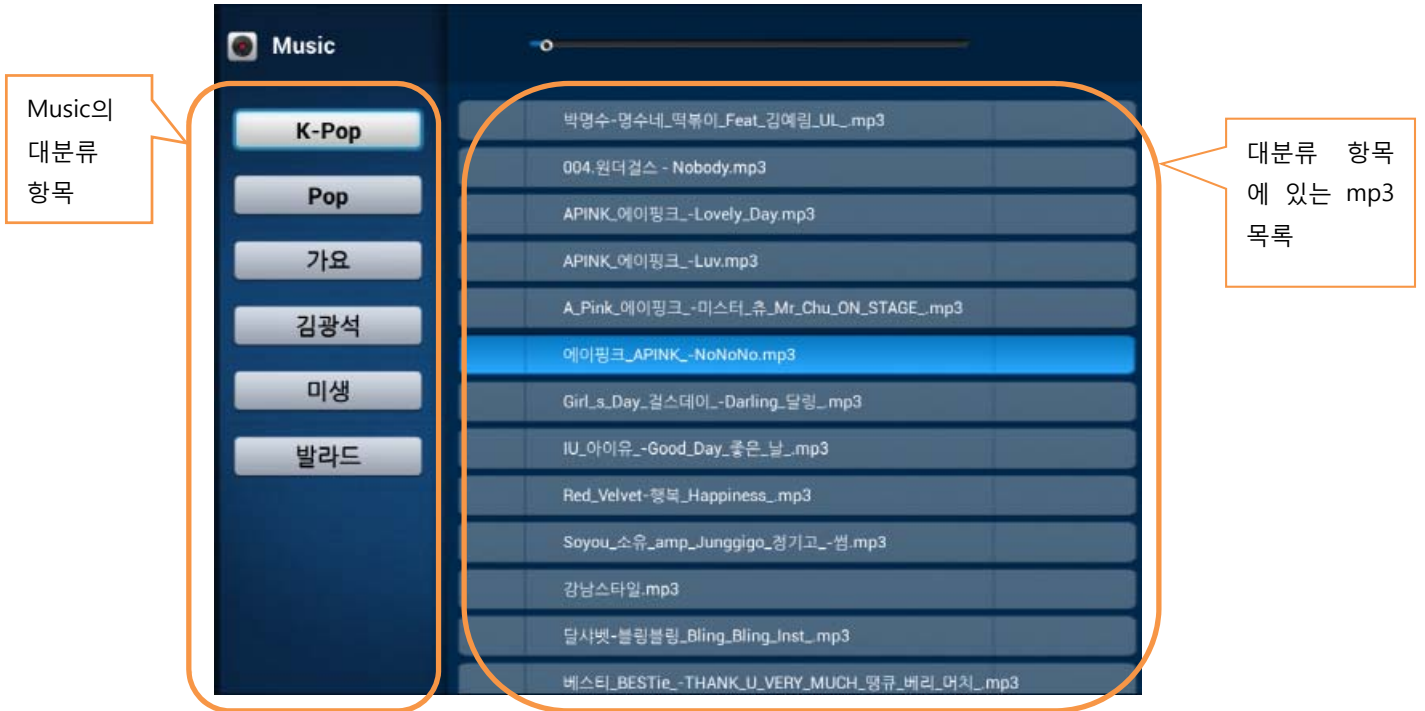 Music
Music의
대분류
항목
K-Pop
Pop
가요
김광석
미생
발라드
박명수-명수네_떡볶이_Feat_김예림_UL_.mp3
004.원더걸스 - Nobody.mp3
APINK_에이핑크_-Lovely_Day.mp3
APINK_에이핑크_-Luv.mp3
A_Pink_에이핑크_-미스터_츄_Mr_Chu_ON_STAGE_.mp3
에이핑크_APINK_-NoNoNo.mp3
Girl_s_Day_걸스데이_-Darling_달링_.mp3
IU_아이유_-Good_Day_좋은_날_.mp3
Red_Velvet-행복_Happiness_.mp3
Soyou_소유_amp_Junggigo_정기고_-썸.mp3
강남스타일.mp3
달샤벳-블링블링_Bling_Bling_Inst_.mp3
베스티_BESTie_-THANK_U_VERY_MUCH_땡큐_베리_머치_.mp3
대분류 항목
에 있는 mp3
목록